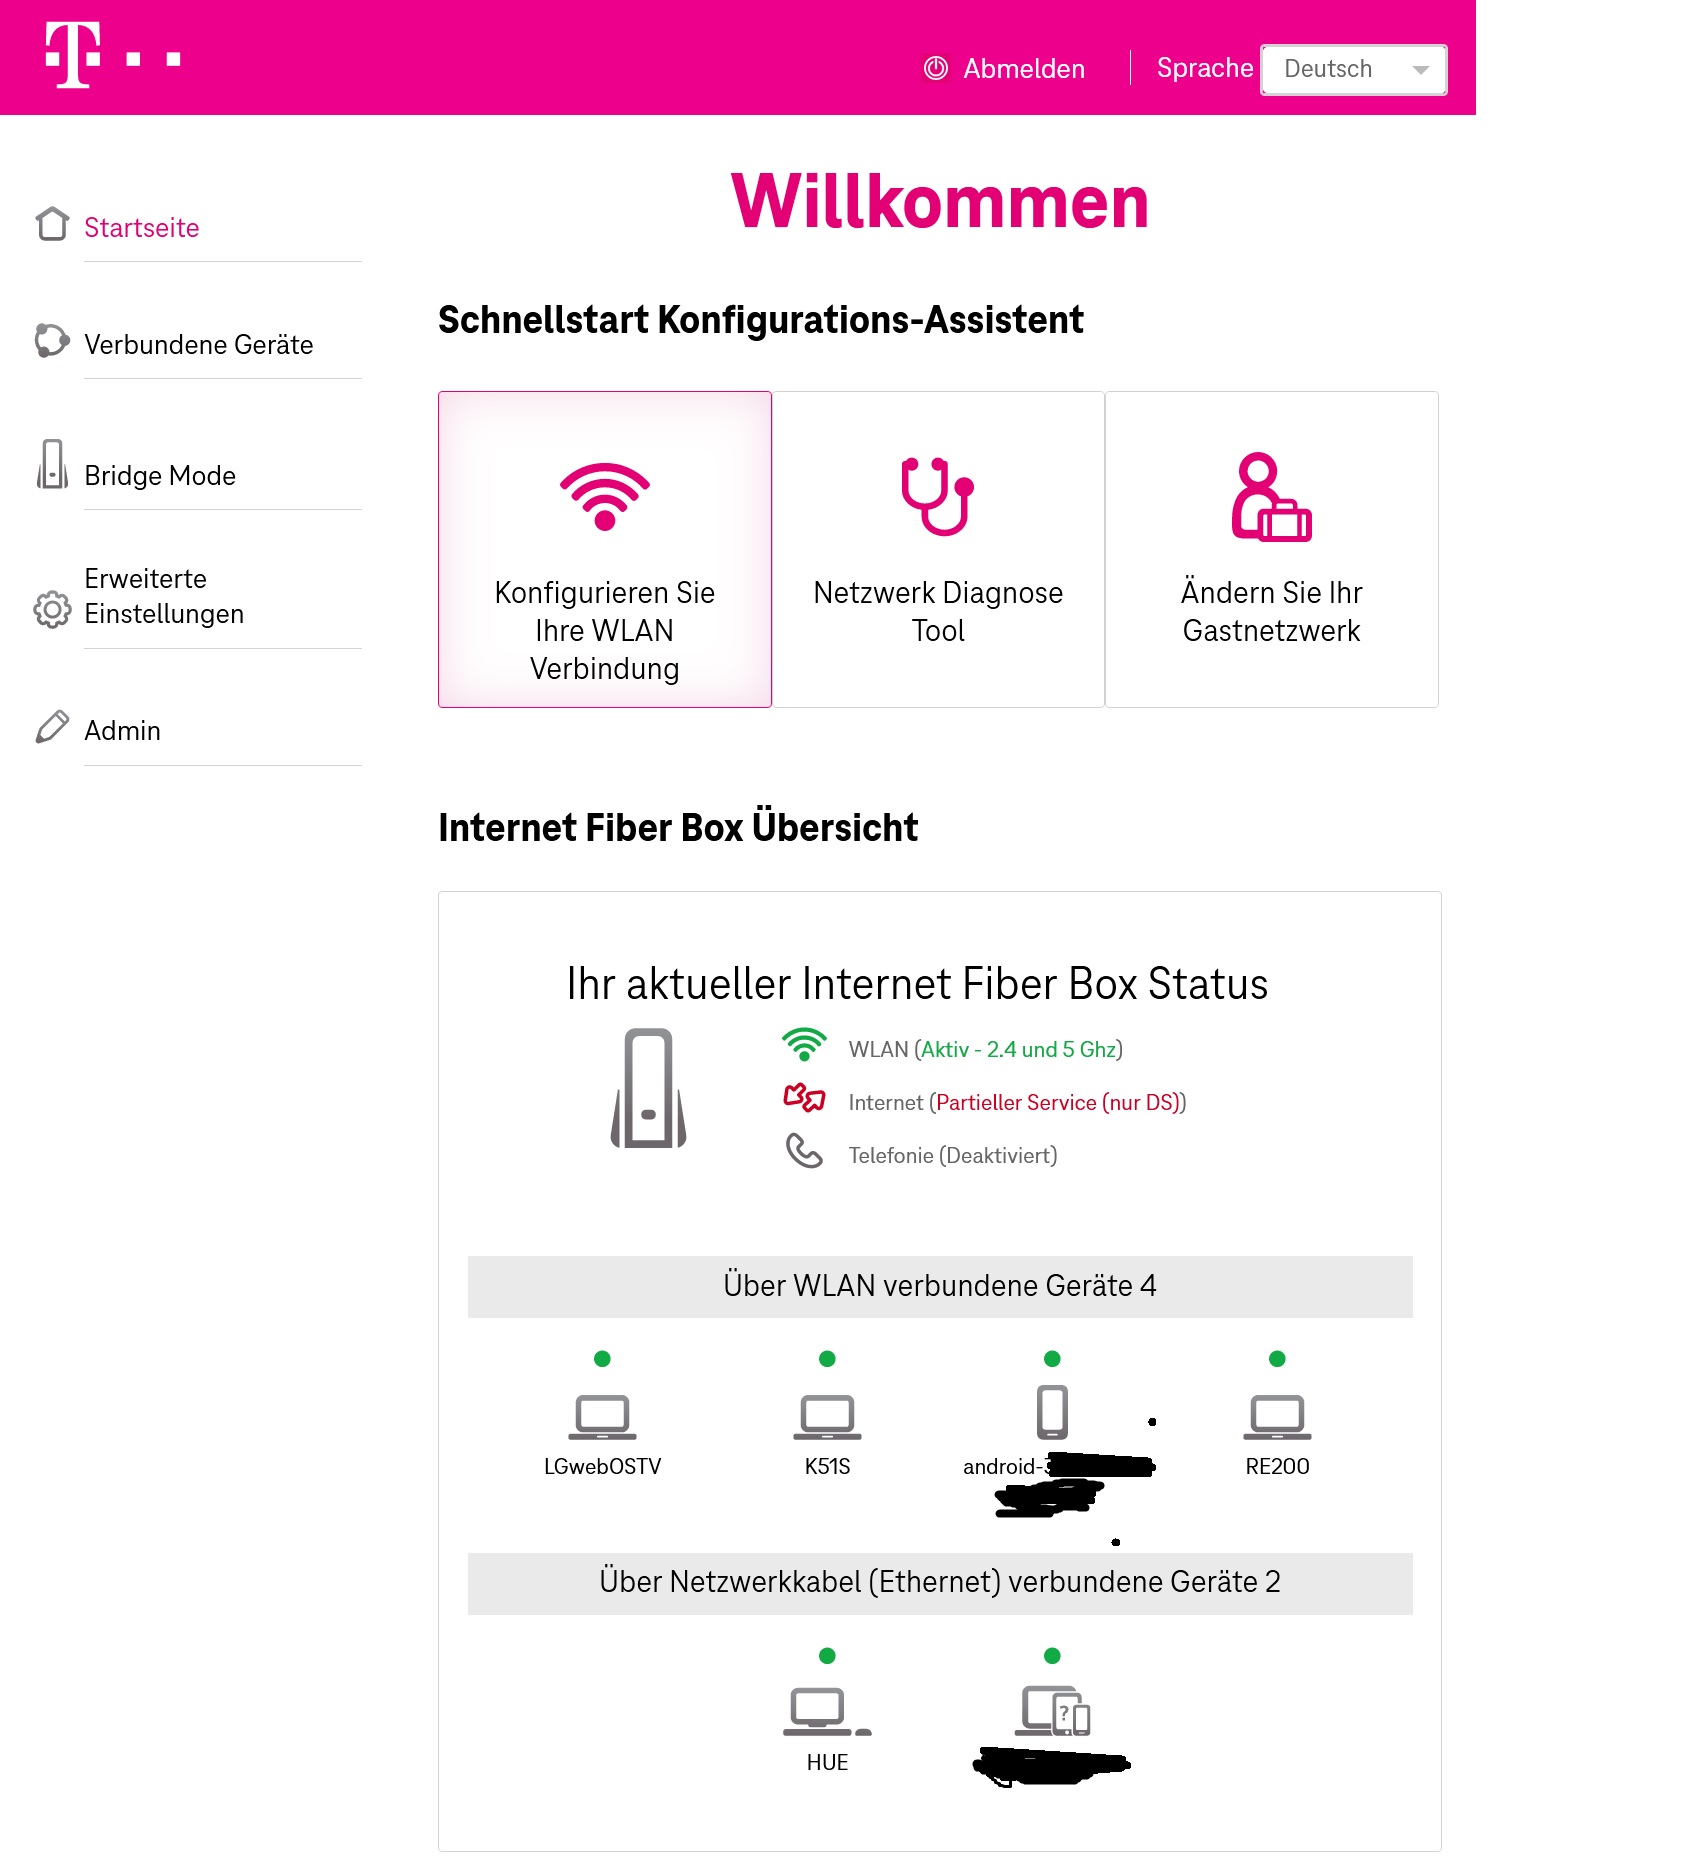 T
Abmelden
Sprache
Deutsch
Startseite
Verbundene Geräte
Bridge Mode
Erweiterte
Einstellungen
Admin
Willkommen
Schnellstart Konfigurations-Assistent
Konfigurieren Sie
Ihre WLAN
Verbindung
Netzwerk Diagnose
Tool
Ändern Sie Ihr
Gastnetzwerk
Internet Fiber Box Übersicht
Ihr aktueller Internet Fiber Box Status
WLAN (Aktiv - 2.4 und 5 Ghz)
Internet (Partieller Service (nur DS))
Telefonie (Deaktiviert)
Über WLAN verbundene Geräte 4
LGwebOSTV
K51S
android-
RE200
Über Netzwerkkabel (Ethernet) verbundene Geräte 2
?
HUE